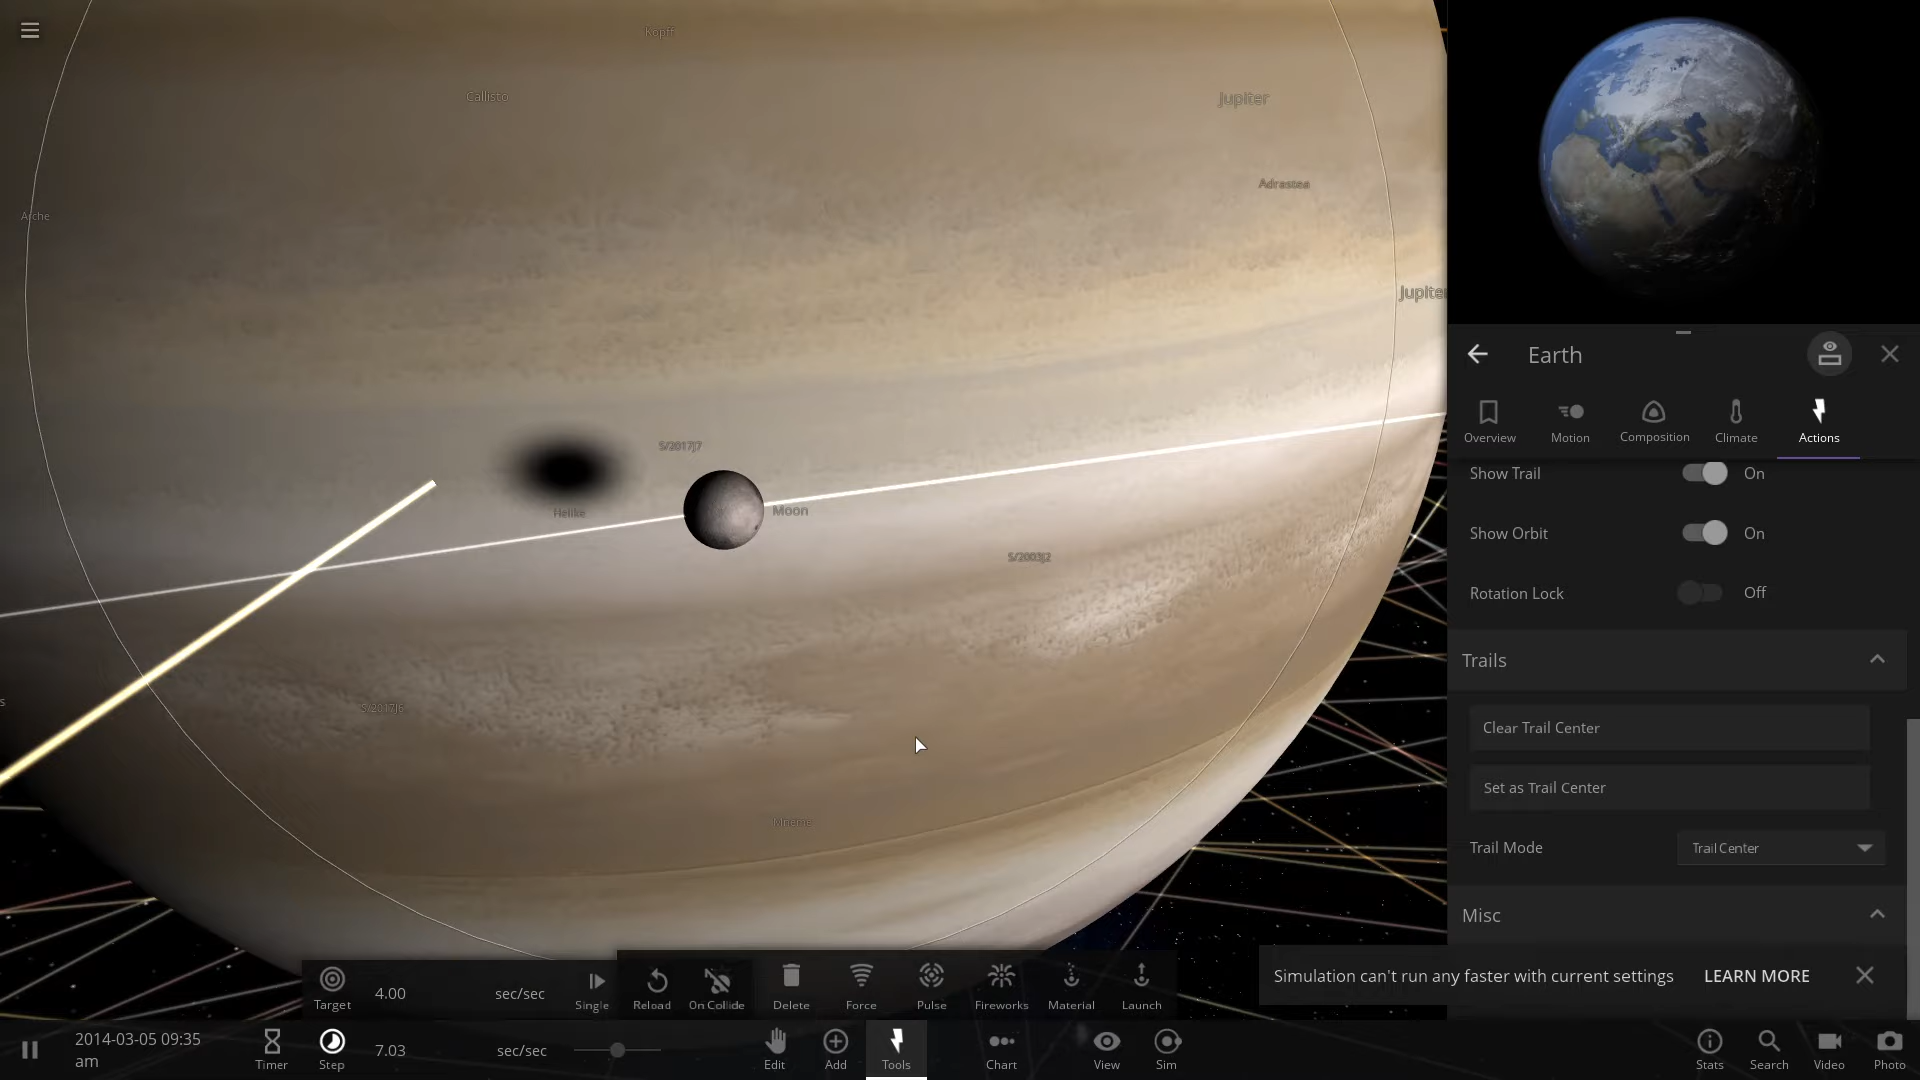 Kopff
Callisto
Jupiter
Adrastea
Arche
Jupiter
S/2017J7
Moon
Helike
S/2003J2
s
S/2017J6
Mneme
Earth
Overview
Motion
Composition
Climate
Actions
Show Trail
On
Show Orbit
On
Rotation Lock
Off
Trails
Clear Trail Center
Set as Trail Center
Trail Mode
Trail Center
Misc
Simulation can't run any faster with current settings
LEARN MORE
Target
4.00
sec/sec
Single
Reload
On Collide
Delete
Force
Pulse
Fireworks
Material
Launch
2014-03-05 09:35
am
Timer
Step
7.03
sec/sec
Edit
Add
Tools
Chart
View
Sim
Stats
Search
Video
Photo